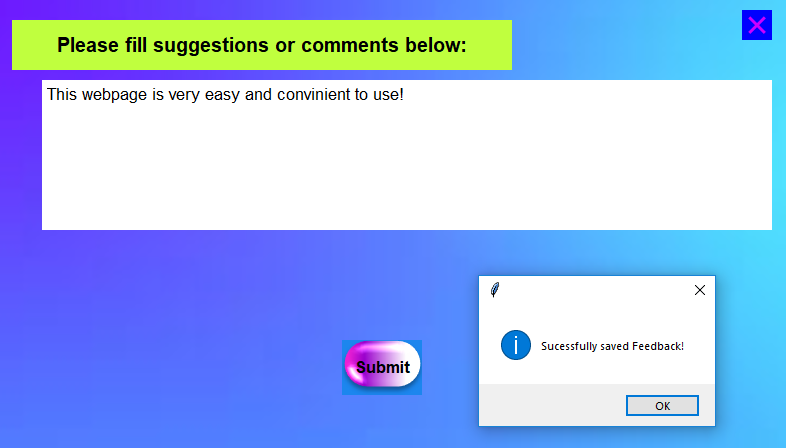 Please fill suggestions or comments below:
This webpage is very easy and convinient to use!
Sucessfully saved Feedback!
Submit
OK